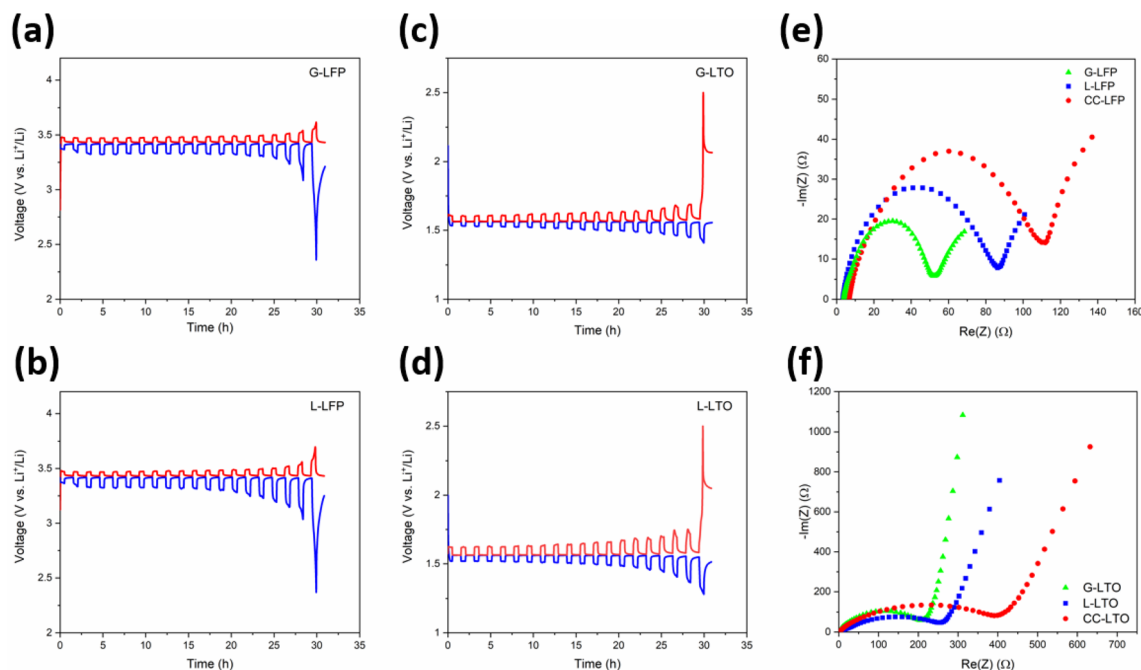 (a)
G-LFP
4
3.5
3
2.5
2
Voltage (V vs. Li⁺/Li)
0 5 10 15 20 25 30 35
Time (h)
(c)
G-LTO
2.5
2
1.5
1
Voltage (V vs. Li⁺/Li)
0 5 10 15 20 25 30 35
Time (h)
(e)
G-LFP
L-LFP
CC-LFP
60
50
40
30
20
10
0
-Im(Z) (Ω)
0 20 40 60 80 100 120 140 160
Re(Z) (Ω)
(b)
L-LFP
4
3.5
3
2.5
2
Voltage (V vs. Li⁺/Li)
0 5 10 15 20 25 30 35
Time (h)
(d)
L-LTO
2.5
2
1.5
1
Voltage (V vs. Li⁺/Li)
0 5 10 15 20 25 30 35
Time (h)
(f)
1200
1000
800
600
400
200
0
-Im(Z) (Ω)
G-LTO
L-LTO
CC-LTO
0 100 200 300 400 500 600 700
Re(Z) (Ω)